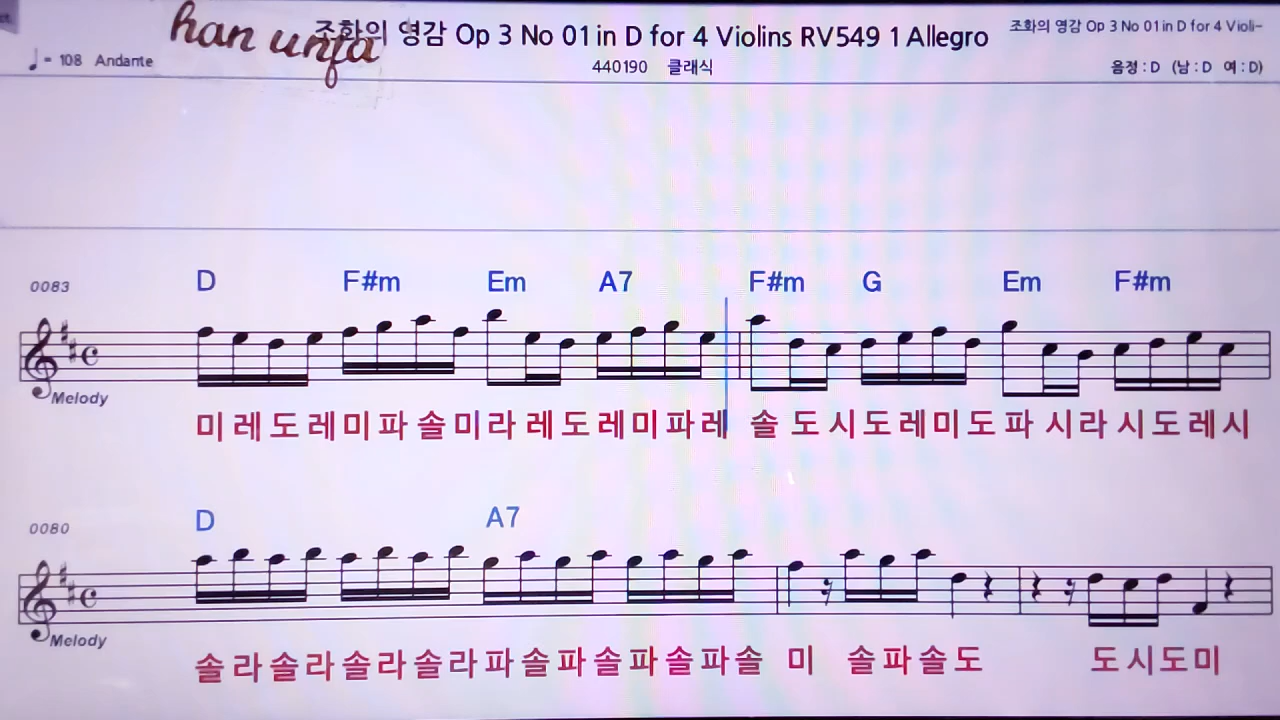 han unfa
조화의 영감 Op 3 No 01 in D for 4 Violins RV549 1 Allegro
조화의 영감 Op 3 No 01 in D for 4 Violi-
♩= 108 Andante
440190 클래식
음정 : D (남 : D 여 : D)
0083
D F#m Em A7 F#m G Em F#m
Melody
미 레 도 레 미 파 솔 미 라 레 도 레 미 파 레 솔 도 시 도 레 미 도 파 시 라 시 도 레 시
0080
D A7
Melody
솔 라 솔 라 솔 라 솔 라 파 솔 파 솔 파 솔 파 솔 미 솔 파 솔 도 도 시 도 미